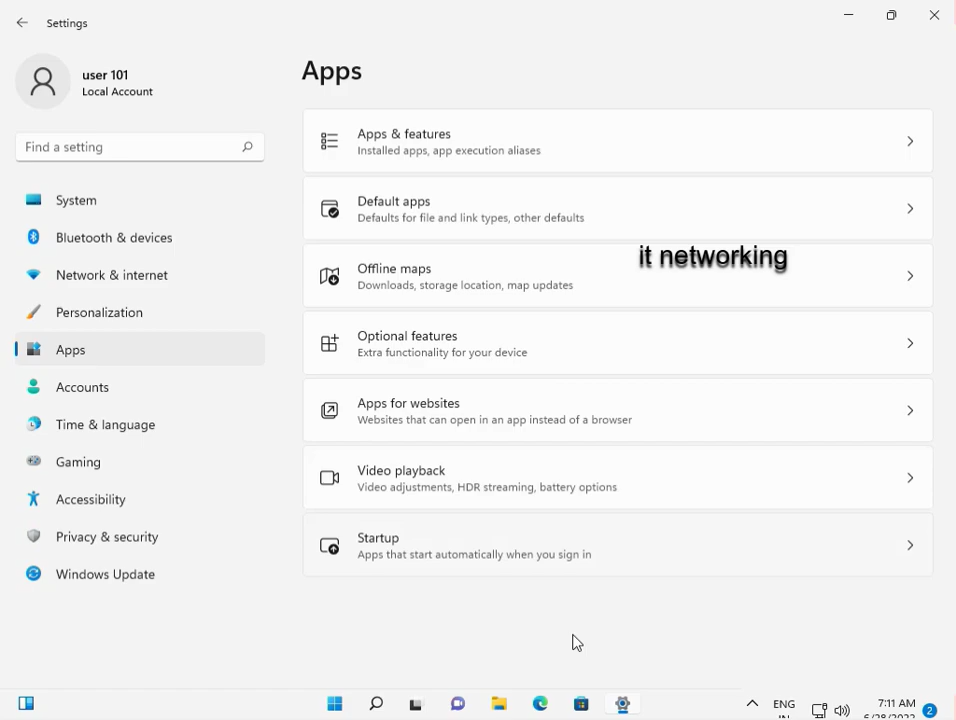 Settings
user 101
Local Account
Find a setting
System
Bluetooth & devices
Network & internet
Personalization
Apps
Accounts
Time & language
Gaming
Accessibility
Privacy & security
Windows Update
Apps
Apps & features
Installed apps, app execution aliases
Default apps
Defaults for file and link types, other defaults
it networking
Offline maps
Downloads, storage location, map updates
Optional features
Extra functionality for your device
Apps for websites
Websites that can open in an app instead of a browser
Video playback
Video adjustments, HDR streaming, battery options
Startup
Apps that start automatically when you sign in
ENG
IN
7:11 AM
2